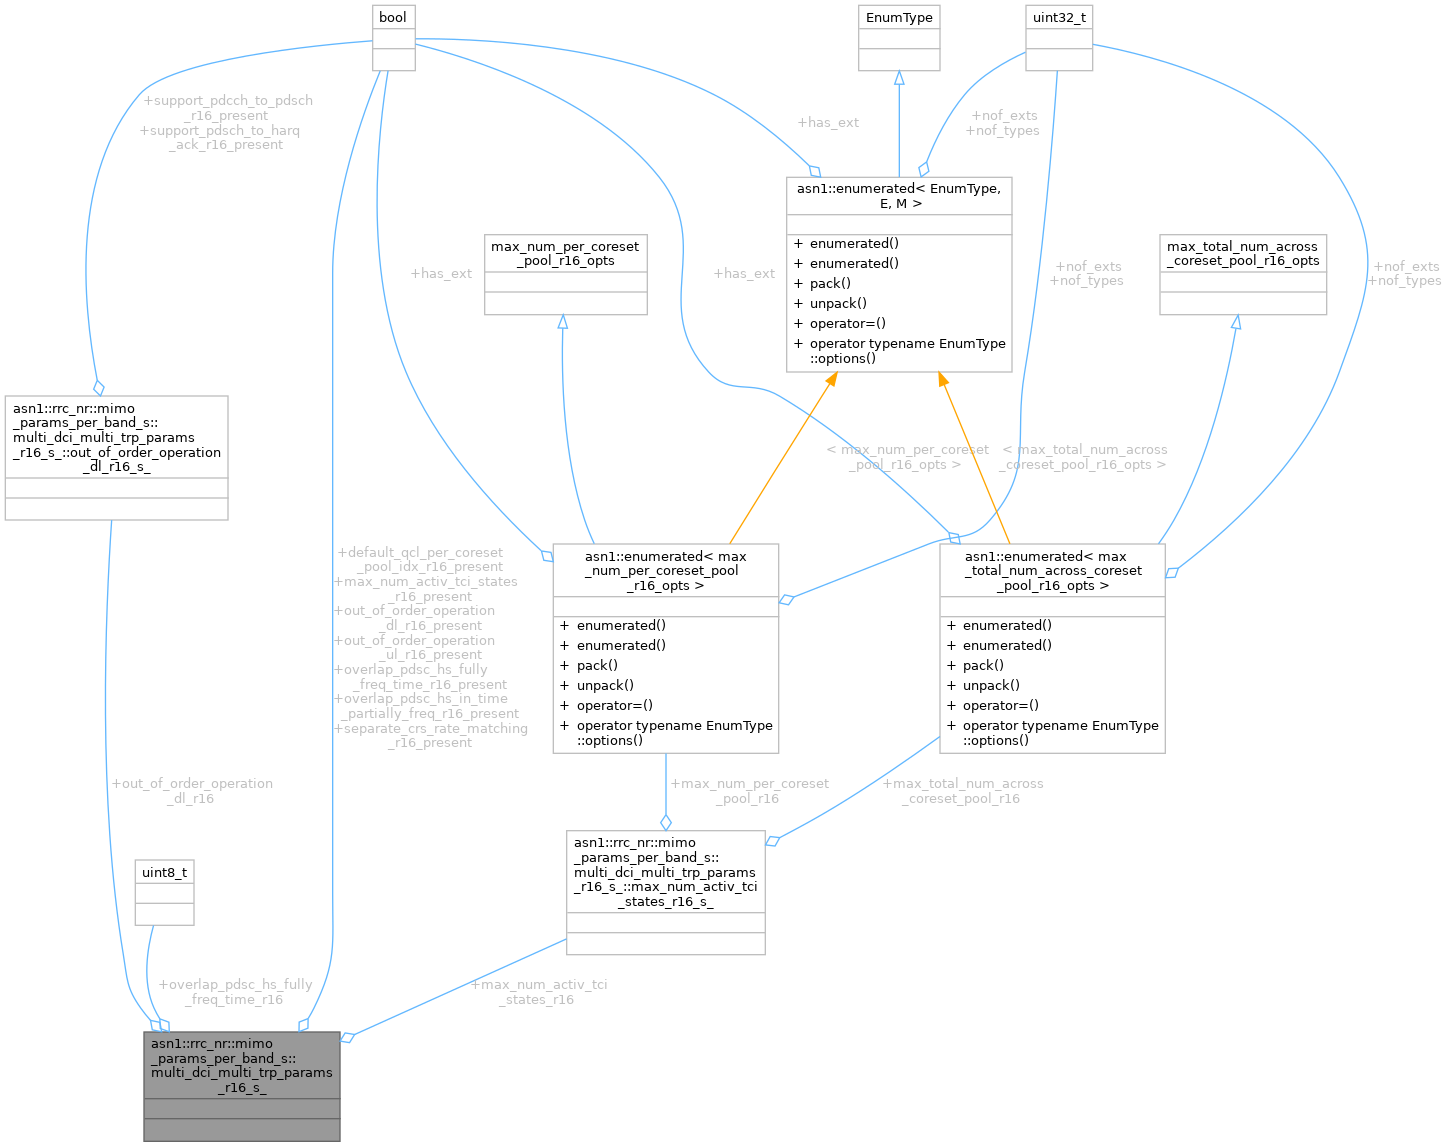 bool
EnumType
uint32_t
+support_pdcch_to_pdsch
_r16_present
+support_pdsch_to_harq
_ack_r16_present
+has_ext
+nof_exts
+nof_types
asn1::enumerated< EnumType,
E, M >
+ enumerated()
+ enumerated()
+ pack()
+ unpack()
+ operator=()
+ operator typename EnumType
::options()
max_num_per_coreset
_pool_r16_opts
max_total_num_across
_coreset_pool_r16_opts
+has_ext
+has_ext
+nof_exts
+nof_types
+nof_exts
+nof_types
asn1::rrc_nr::mimo
_params_per_band_s::
multi_dci_multi_trp_params
_r16_s_::out_of_order_operation
_dl_r16_s_
< max_num_per_coreset
_pool_r16_opts >
< max_total_num_across
_coreset_pool_r16_opts >
+default_qcl_per_coreset
_pool_idx_r16_present
+max_num_activ_tci_states
_r16_present
+out_of_order_operation
_dl_r16_present
+out_of_order_operation
_ul_r16_present
+overlap_pdsc_hs_fully
_freq_time_r16_present
+overlap_pdsc_hs_in_time
_partially_freq_r16_present
+separate_crs_rate_matching
_r16_present
asn1::enumerated< max
_num_per_coreset_pool
_r16_opts >
+ enumerated()
+ enumerated()
+ pack()
+ unpack()
+ operator=()
+ operator typename EnumType
::options()
asn1::enumerated< max
_total_num_across_coreset
_pool_r16_opts >
+ enumerated()
+ enumerated()
+ pack()
+ unpack()
+ operator=()
+ operator typename EnumType
::options()
+out_of_order_operation
_dl_r16
+max_num_per_coreset
_pool_r16
+max_total_num_across
_coreset_pool_r16
uint8_t
asn1::rrc_nr::mimo
_params_per_band_s::
multi_dci_multi_trp_params
_r16_s_::max_num_activ_tci
_states_r16_s_
+overlap_pdsc_hs_fully
_freq_time_r16
+max_num_activ_tci
_states_r16
asn1::rrc_nr::mimo
_params_per_band_s::
multi_dci_multi_trp_params
_r16_s_